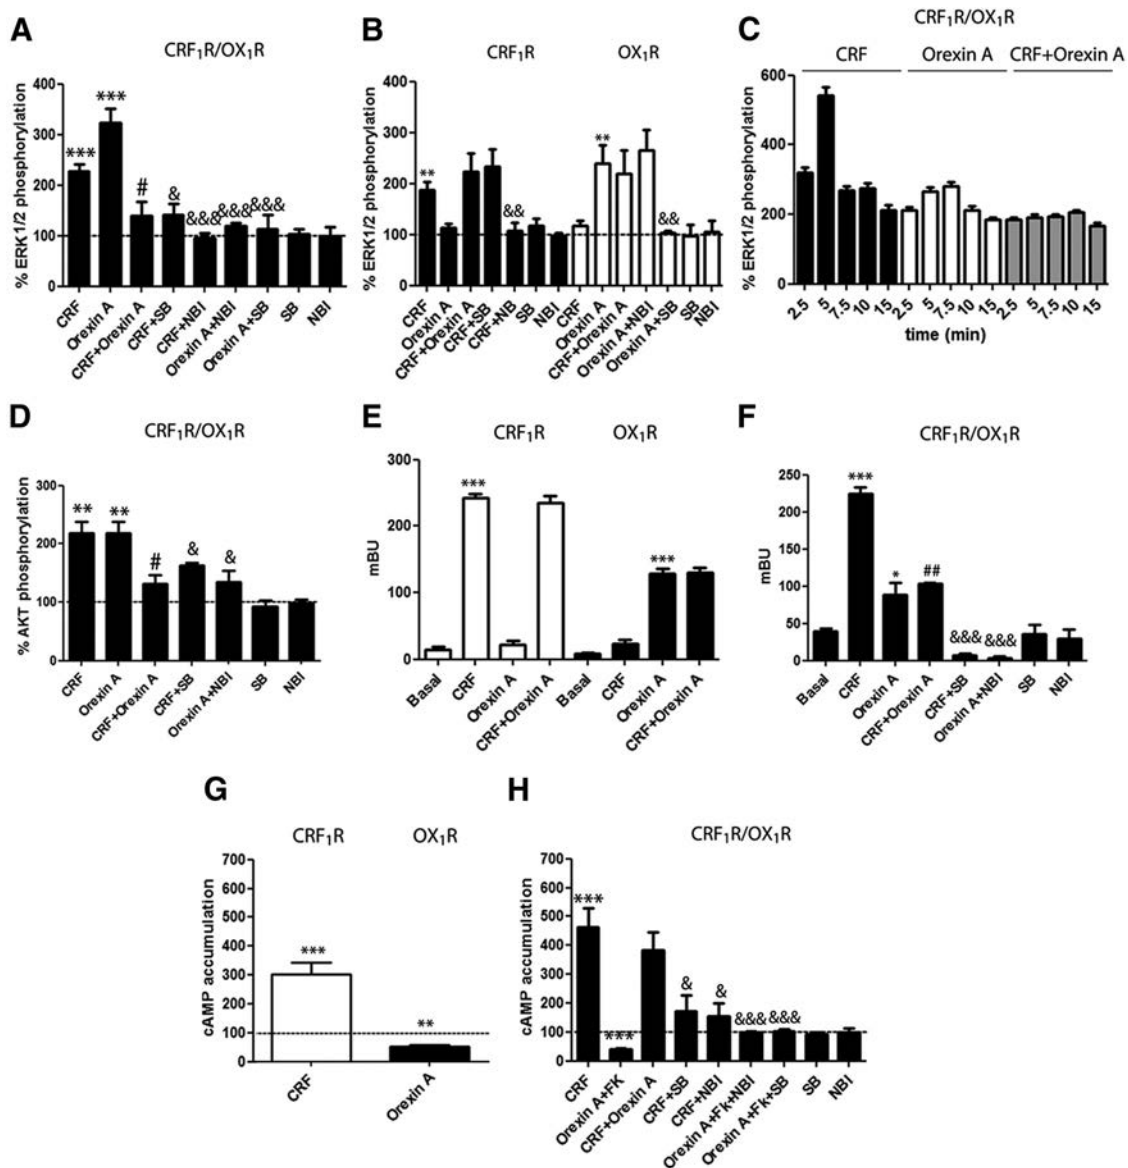 A
CRF₁R/OX₁R
% ERK1/2 phosphorylation
400
300
200
100
0
***
***
#
&
&&&
&&&
&&&
CRF
Orexin A
CRF+Orexin A
CRF+SB
CRF+NBI
Orexin A+NBI
Orexin A+SB
SB
NBI
B
CRF₁R
OX₁R
% ERK1/2 phosphorylation
400
300
200
100
0
**
&&
**
&&
CRF
Orexin A
CRF+Orexin A
CRF+SB
CRF+NB
SB
NBI
CRF
Orexin A
CRF+Orexin A
Orexin A+NBI
Orexin A+SB
SB
NBI
C
CRF₁R/OX₁R
CRF
Orexin A
CRF+Orexin A
% ERK1/2 phosphorylation
600
400
200
0
2.5
5
7.5
10
15
2.5
5
7.5
10
15
2.5
5
7.5
10
15
time (min)
D
CRF₁R/OX₁R
% AKT phosphorylation
300
200
100
0
**
**
#
&
&
CRF
Orexin A
CRF+Orexin A
CRF+SB
Orexin A+NBI
SB
NBI
E
CRF₁R
OX₁R
mBU
300
200
100
0
***
***
Basal
CRF
Orexin A
CRF+Orexin A
Basal
CRF
Orexin A
CRF+Orexin A
F
CRF₁R/OX₁R
mBU
250
200
150
100
50
0
***
*
##
&&&
&&&
Basal
CRF
Orexin A
CRF+Orexin A
CRF+SB
Orexin A+NBI
SB
NBI
G
CRF₁R
OX₁R
cAMP accumulation
700
600
500
400
300
200
100
0
***
**
CRF
Orexin A
H
CRF₁R/OX₁R
cAMP accumulation
700
600
500
400
300
200
100
0
***
***
&
&
&&&
&&&
CRF
Orexin A+FK
CRF+Orexin A
CRF+SB
CRF+NBI
Orexin A+Fk+NBI
Orexin A+Fk+SB
SB
NBI